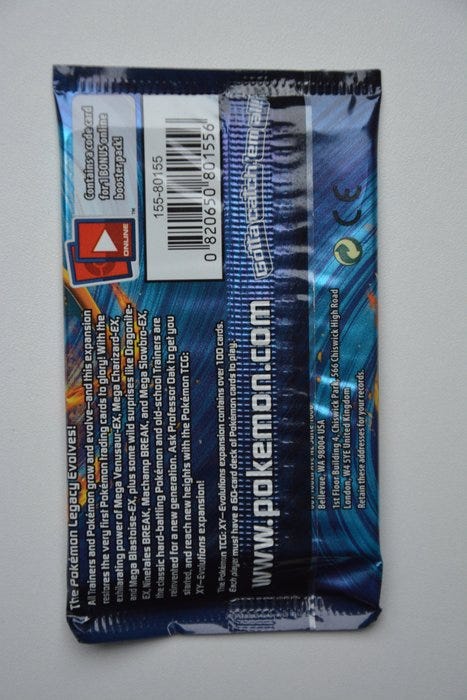 The Pokémon Legacy Evolves!
All Trainers and Pokémon grow and evolve—and this expansion
restores the very first Pokémon trading cards to glory! With the
exhilarating power of Mega Venusaur-EX, Mega Charizard-EX,
and Mega Blastoise-EX, plus some wild surprises like Dragonite-
EX, Ninetales BREAK, Machamp BREAK, and Mega Slowbro-EX,
the classic hard-battling Pokémon and old-school Trainers are
reinvented for a new generation. Ask Professor Oak to get you
started, and reach new heights with the Pokémon TCG:
XY—Evolutions expansion!
Contains a code card
for 1 BONUS online
booster pack!
ONLINE™
155-80155
0 820650 801556
The Pokémon TCG: XY—Evolutions expansion contains over 100 cards.
Each player must have a 60-card deck of Pokémon cards to play.
www.pokemon.com
Gotta catch 'em all!
Bellevue, WA 98004 USA
1st Floor Building 4, Chiswick Park, 566 Chiswick High Road
London, W4 5YE United Kingdom
Retain these addresses for your records.
CE